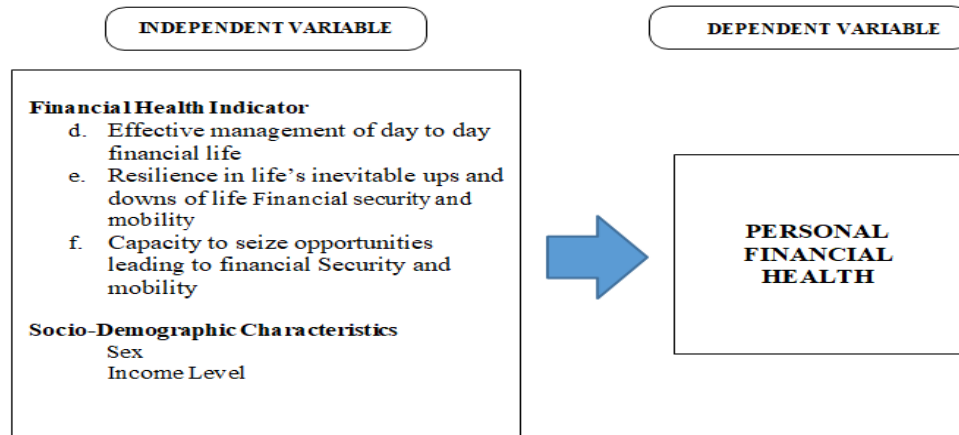 INDEPENDENT VARIABLE
DEPENDENT VARIABLE
Financial Health Indicator
d. Effective management of day to day
financial life
e. Resilience in life's inevitable ups and
downs of life Financial security and
mobility
f. Capacity to seize opportunities
leading to financial Security and
mobility
Socio-Demographic Characteristics
Sex
Income Level
PERSONAL
FINANCIAL
HEALTH